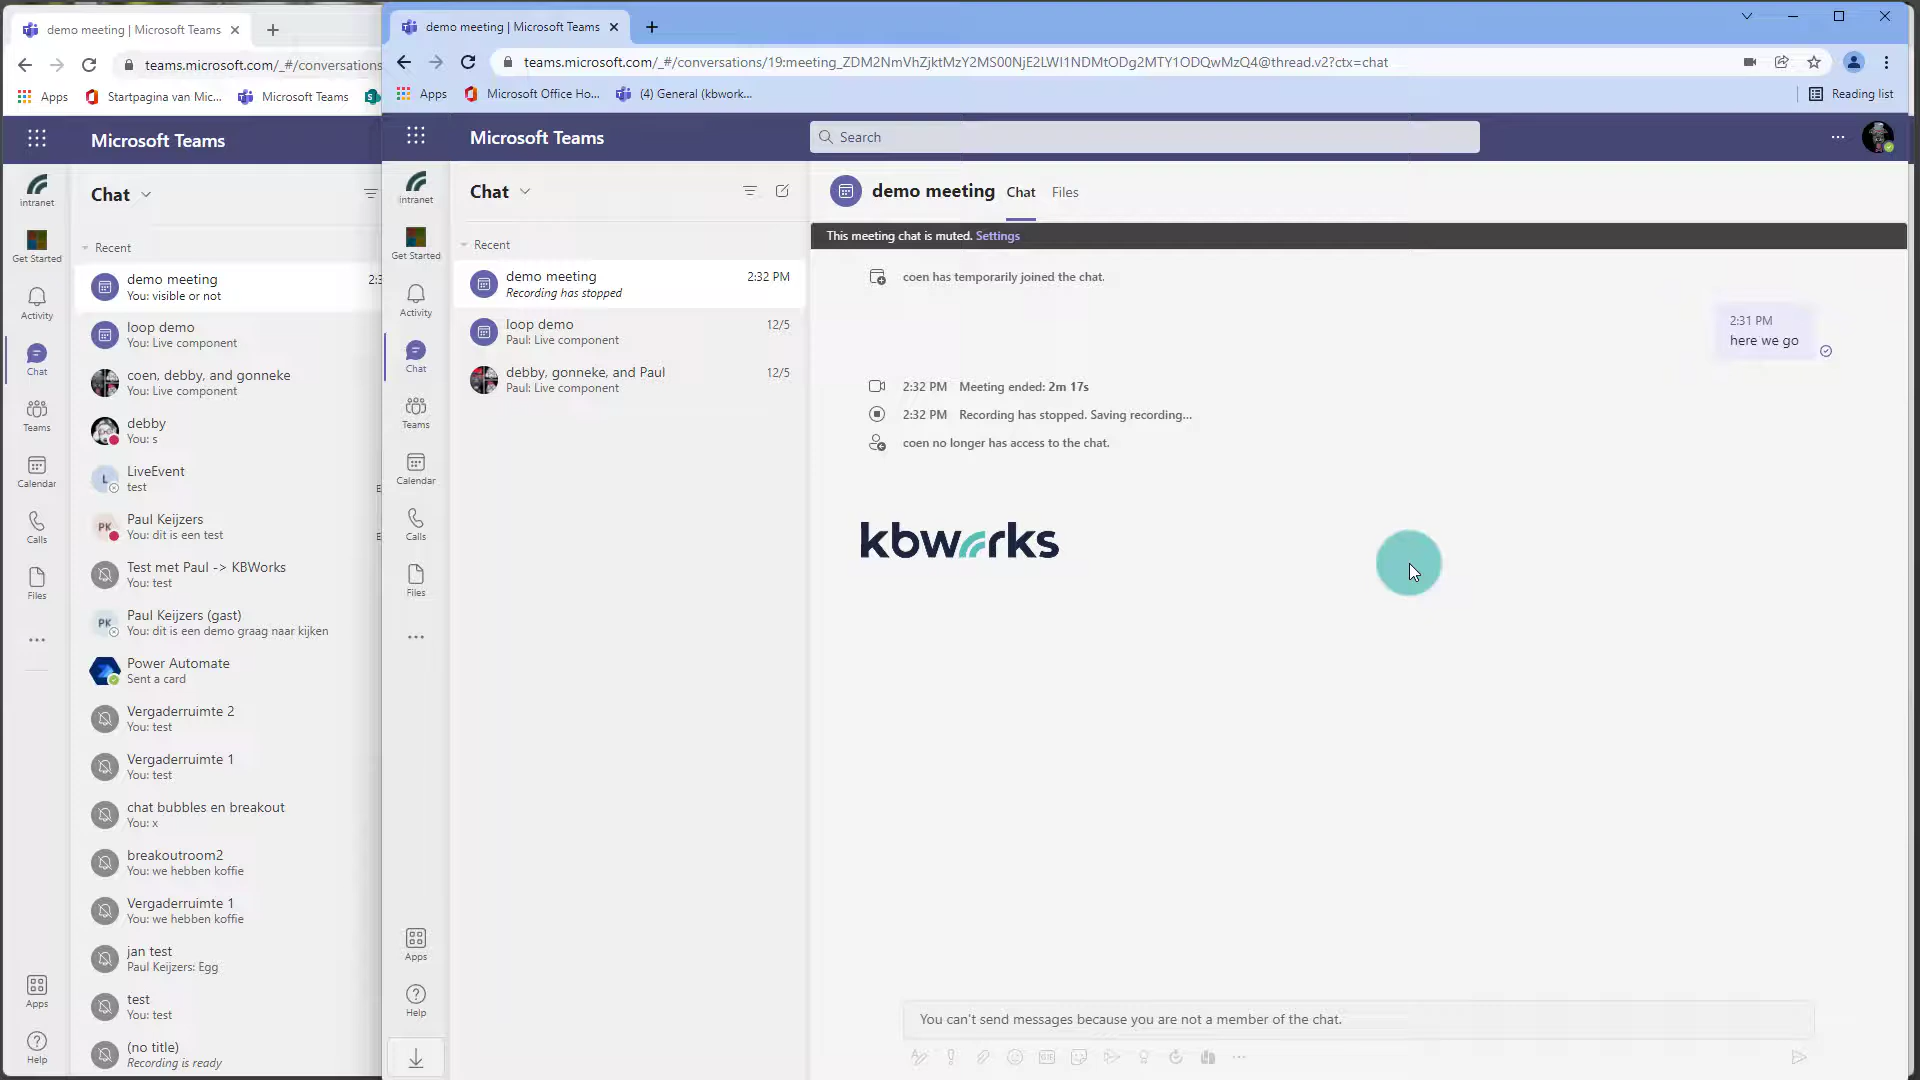 demo meeting | Microsoft Teams
teams.microsoft.com/_#/conversations
Apps
Startpagina van Mic...
Microsoft Teams
Microsoft Teams
intranet
Get Started
Activity
Chat
Teams
Calendar
Calls
Files
Apps
Help
Chat
Recent
demo meeting
2:3
You: visible or not
loop demo
You: Live component
coen, debby, and gonneke
You: Live component
debby
You: s
LiveEvent
test
Paul Keijzers
You: dit is een test
Test met Paul -> KBWorks
You: test
Paul Keijzers (gast)
You: dit is een demo graag naar kijken
Power Automate
Sent a card
Vergaderruimte 2
You: test
Vergaderruimte 1
You: test
chat bubbles en breakout
You: x
breakoutroom2
You: we hebben koffie
Vergaderruimte 1
You: we hebben koffie
jan test
Paul Keijzers: Egg
test
You: test
(no title)
Recording is ready
demo meeting | Microsoft Teams
teams.microsoft.com/_#/conversations/19:meeting_ZDM2NmVhZjktMzY2MS00NjE2LWI1NDMtODg2MTY1ODQwMzQ4@thread.v2?ctx=chat
Apps
Microsoft Office Ho...
(4) General (kbwork...
Reading list
Microsoft Teams
Search
intranet
Get Started
Activity
Chat
Teams
Calendar
Calls
Files
Apps
Help
Chat
Recent
demo meeting
2:32 PM
Recording has stopped
loop demo
12/5
Paul: Live component
debby, gonneke, and Paul
12/5
Paul: Live component
demo meeting
Chat
Files
This meeting chat is muted. Settings
coen has temporarily joined the chat.
2:31 PM
here we go
2:32 PM Meeting ended: 2m 17s
2:32 PM Recording has stopped. Saving recording...
coen no longer has access to the chat.
kbworks
You can't send messages because you are not a member of the chat.